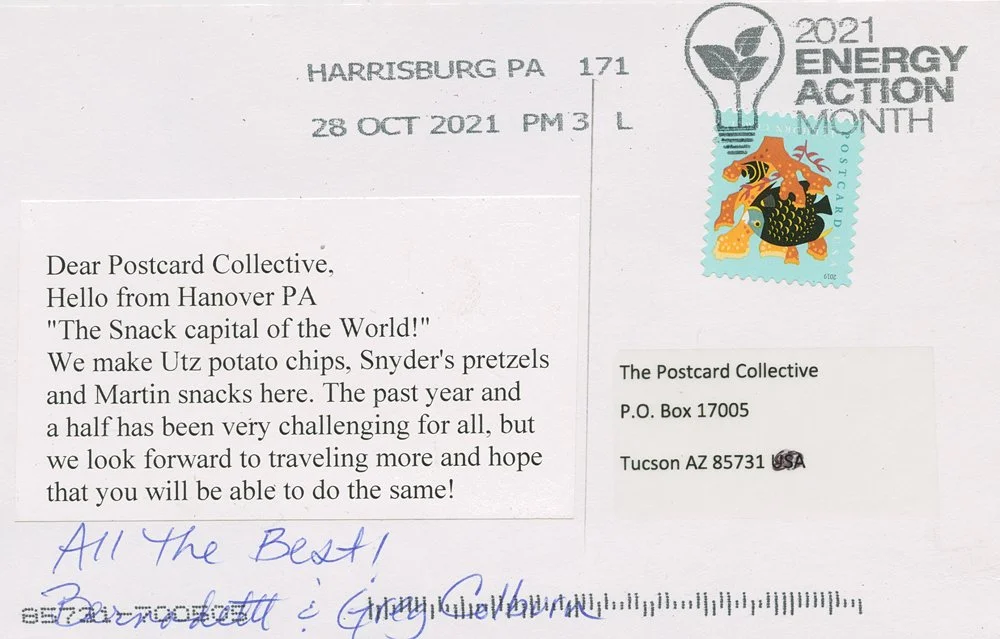 HARRISBURG PA 171
28 OCT 2021 PM 3 L
2021
ENERGY
ACTION
MONTH
POSTCARD USA
2019
Dear Postcard Collective,
Hello from Hanover PA
"The Snack capital of the World!"
We make Utz potato chips, Snyder's pretzels
and Martin snacks here. The past year and
a half has been very challenging for all, but
we look forward to traveling more and hope
that you will be able to do the same!
All The Best!
Bernadett & Greg Colburn
The Postcard Collective
P.O. Box 17005
Tucson AZ 85731 USA